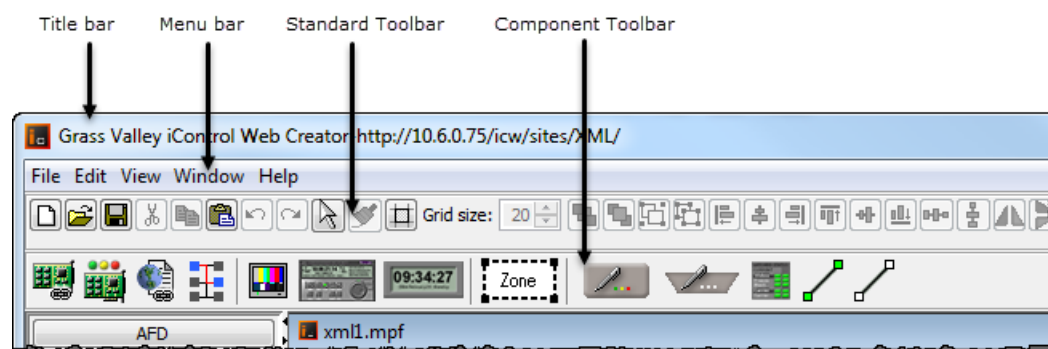 Title bar Menu bar Standard Toolbar Component Toolbar
Grass Valley iControl Web Creator-http://10.6.0.75/icw/sites/XML/
File Edit View Window Help
Grid size: 20
09:34:27 Zone
AFD xml1.mpf